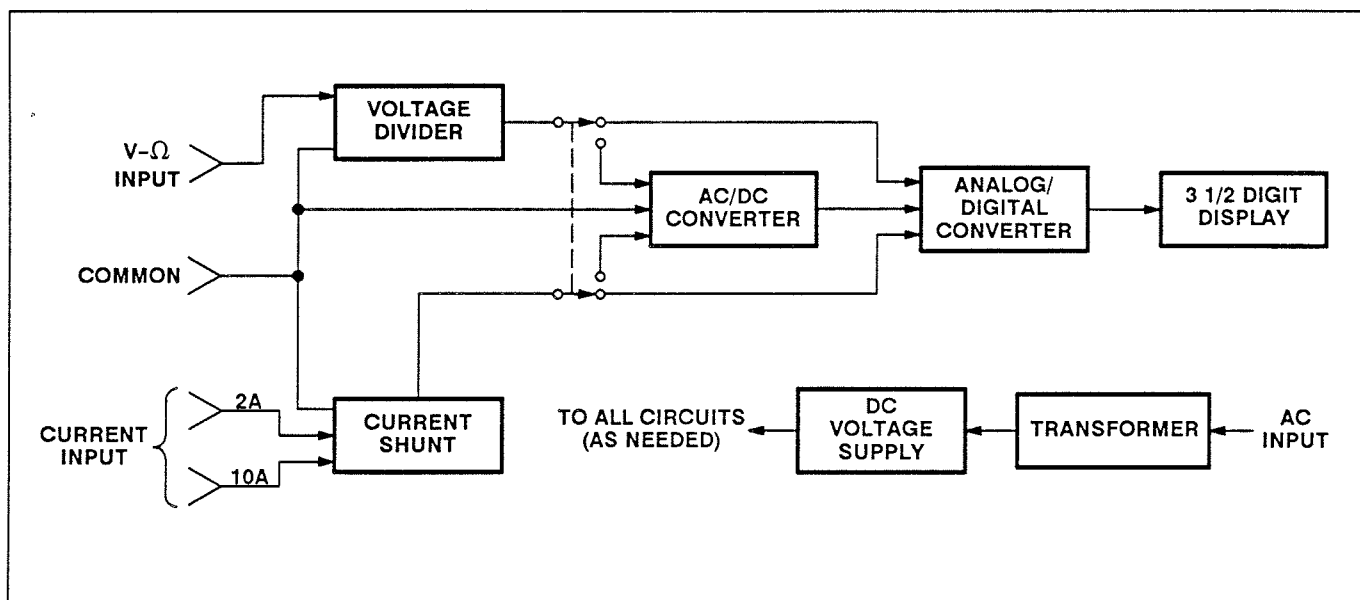 VOLTAGE
DIVIDER
V-Ω
INPUT
AC/DC
CONVERTER
ANALOG/
DIGITAL
CONVERTER
3 1/2 DIGIT
DISPLAY
COMMON
CURRENT
INPUT
2A
10A
CURRENT
SHUNT
TO ALL CIRCUITS
(AS NEEDED)
DC
VOLTAGE
SUPPLY
TRANSFORMER
AC
INPUT